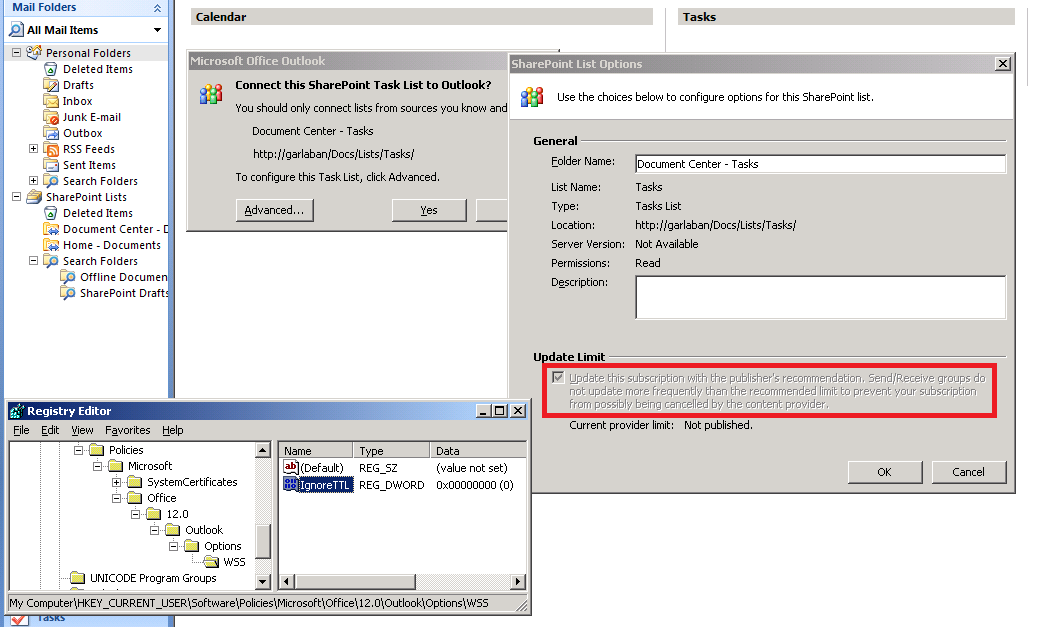 Mail Folders
All Mail Items
Personal Folders
Deleted Items
Drafts
Inbox
Junk E-mail
Outbox
RSS Feeds
Sent Items
Search Folders
SharePoint Lists
Deleted Items
Document Center - D
Home - Documents
Search Folders
Offline Documen
SharePoint Drafts
Tasks
Calendar
Tasks
Microsoft Office Outlook
Connect this SharePoint Task List to Outlook?
You should only connect lists from sources you know and
Document Center - Tasks
http://garlaban/Docs/Lists/Tasks/
To configure this Task List, click Advanced.
Advanced... Yes
SharePoint List Options
Use the choices below to configure options for this SharePoint list.
General
Folder Name: Document Center - Tasks
List Name: Tasks
Type: Tasks List
Location: http://garlaban/Docs/Lists/Tasks/
Server Version: Not Available
Permissions: Read
Description:
Update Limit
Update this subscription with the publisher's recommendation. Send/Receive groups do
not update more frequently than the recommended limit to prevent your subscription
from possibly being cancelled by the content provider.
Current provider limit: Not published.
OK Cancel
Registry Editor
File Edit View Favorites Help
Policies
Microsoft
SystemCertificates
Office
12.0
Outlook
Options
WSS
UNICODE Program Groups
Name Type Data
(Default) REG_SZ (value not set)
IgnoreTTL REG_DWORD 0x00000000 (0)
My Computer\HKEY_CURRENT_USER\Software\Policies\Microsoft\Office\12.0\Outlook\Options\WSS